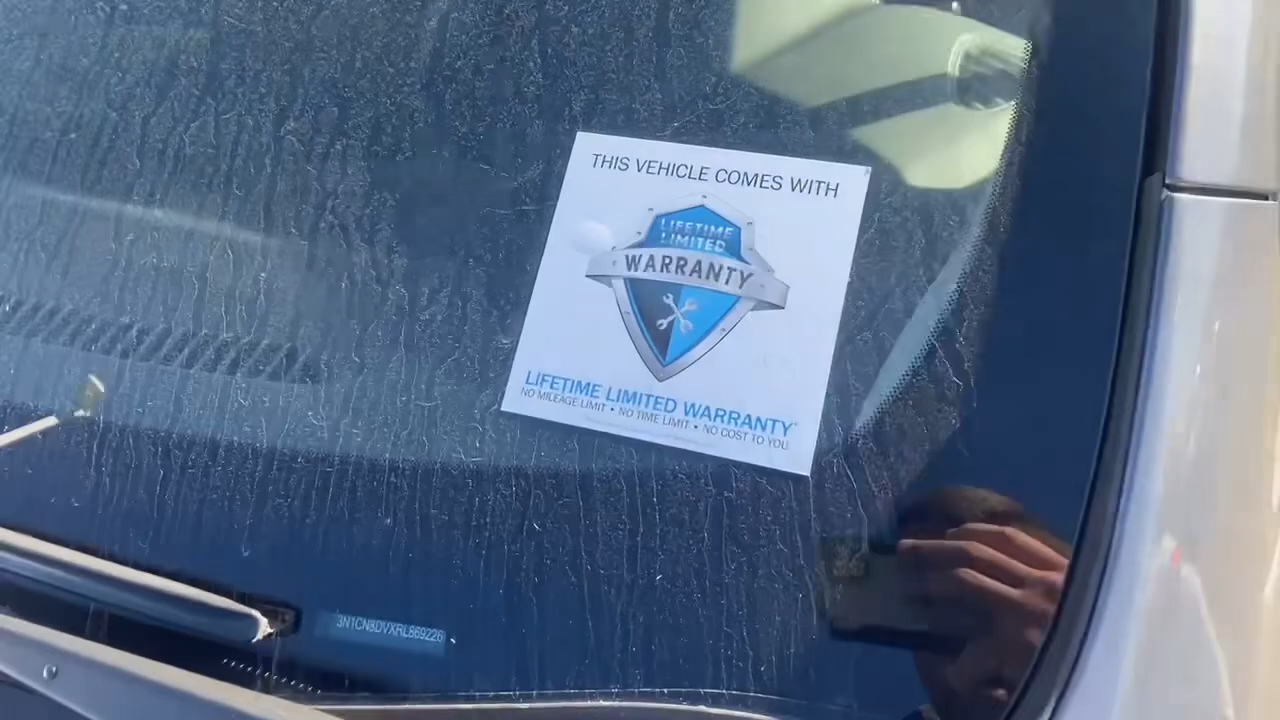 THIS VEHICLE COMES WITH
LIFETIME
LIMITED
WARRANTY
LIFETIME LIMITED WARRANTY*
NO MILEAGE LIMIT • NO TIME LIMIT • NO COST TO YOU
3N1CN8DVXRL869226